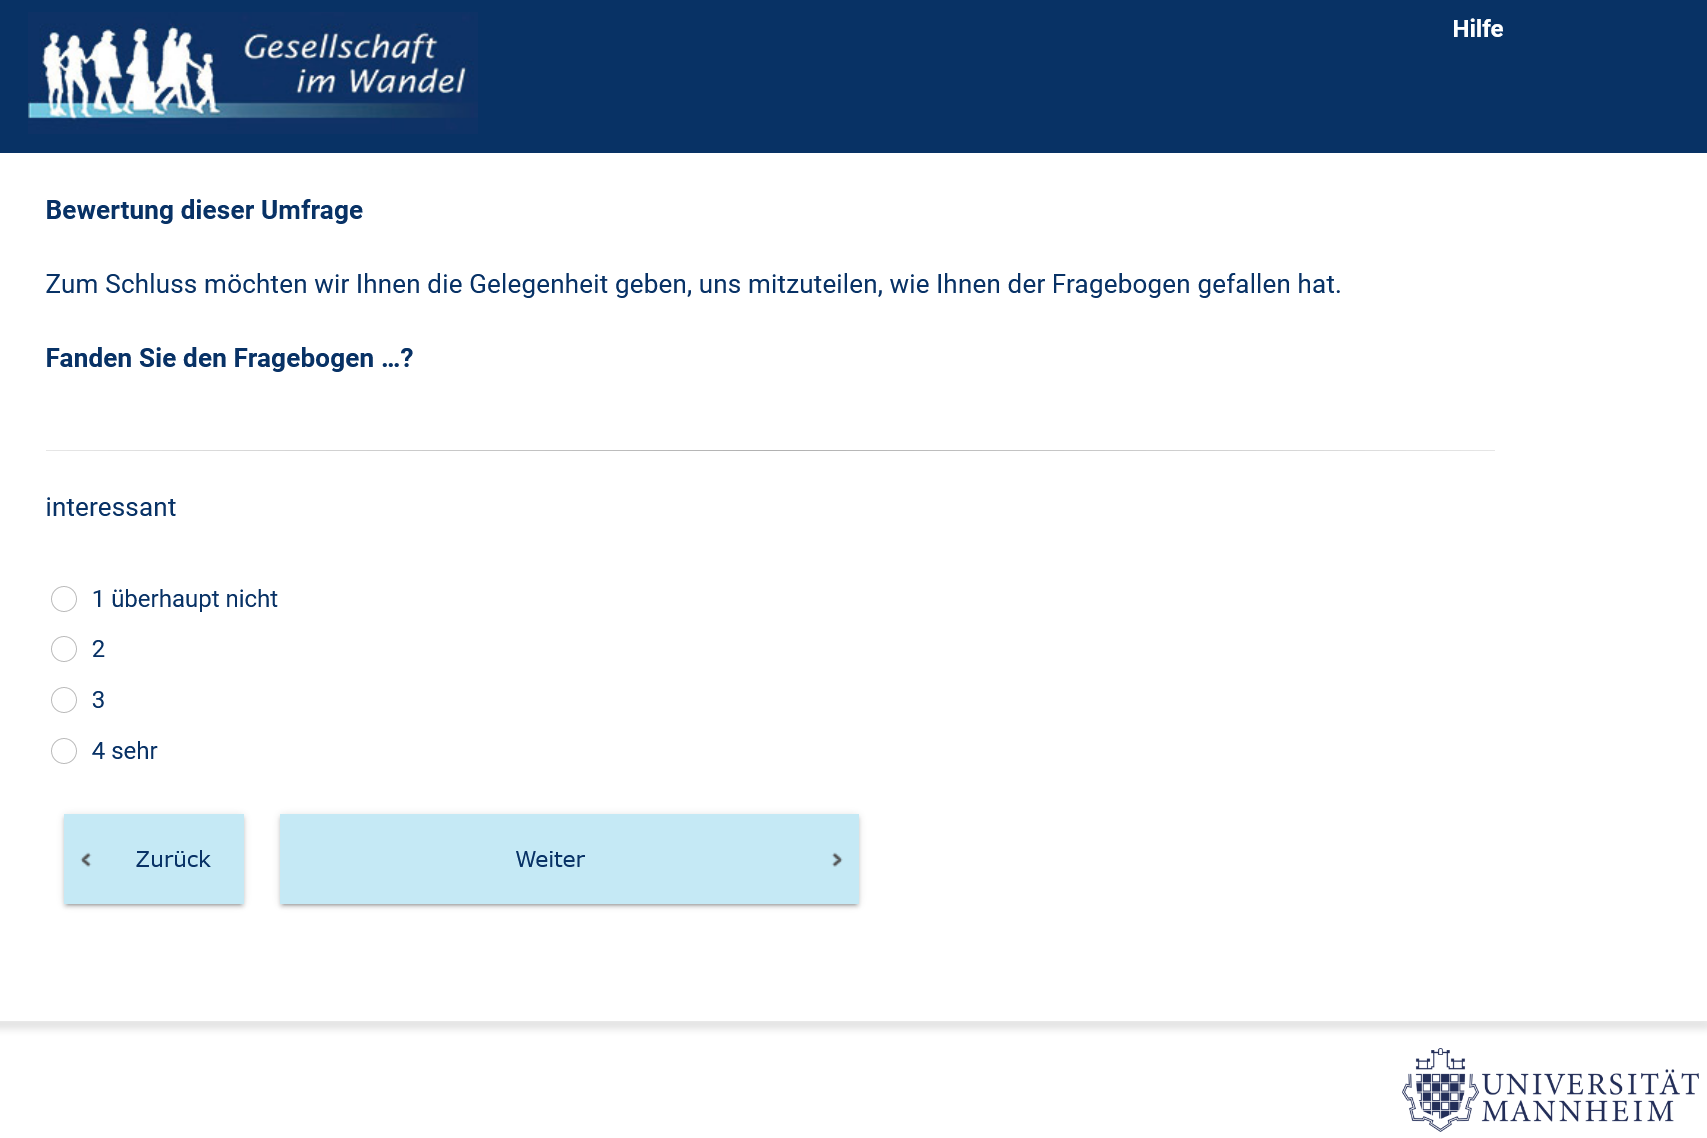 Gesellschaft
im Wandel
Hilfe
Bewertung dieser Umfrage
Zum Schluss möchten wir Ihnen die Gelegenheit geben, uns mitzuteilen, wie Ihnen der Fragebogen gefallen hat.
Fanden Sie den Fragebogen …?
interessant
1 überhaupt nicht
2
3
4 sehr
Zurück
Weiter
UNIVERSITÄT
MANNHEIM